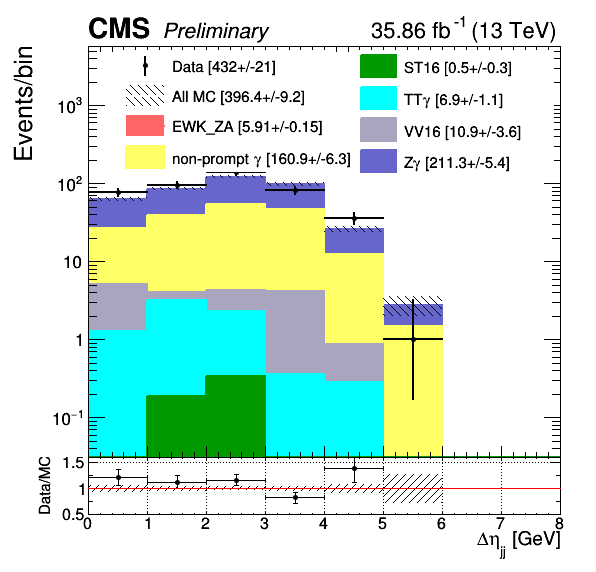 CMS Preliminary 35.86 fb⁻¹ (13 TeV)
Events/bin
Data [432+/-21]
All MC [396.4+/-9.2]
EWK_ZA [5.91+/-0.15]
non-prompt γ [160.9+/-6.3]
ST16 [0.5+/-0.3]
TTγ [6.9+/-1.1]
VV16 [10.9+/-3.6]
Zγ [211.3+/-5.4]
10³
10²
10
1
10⁻¹
Data/MC
1.5
1
0.5
0 1 2 3 4 5 6 7 8
Δη_jj [GeV]